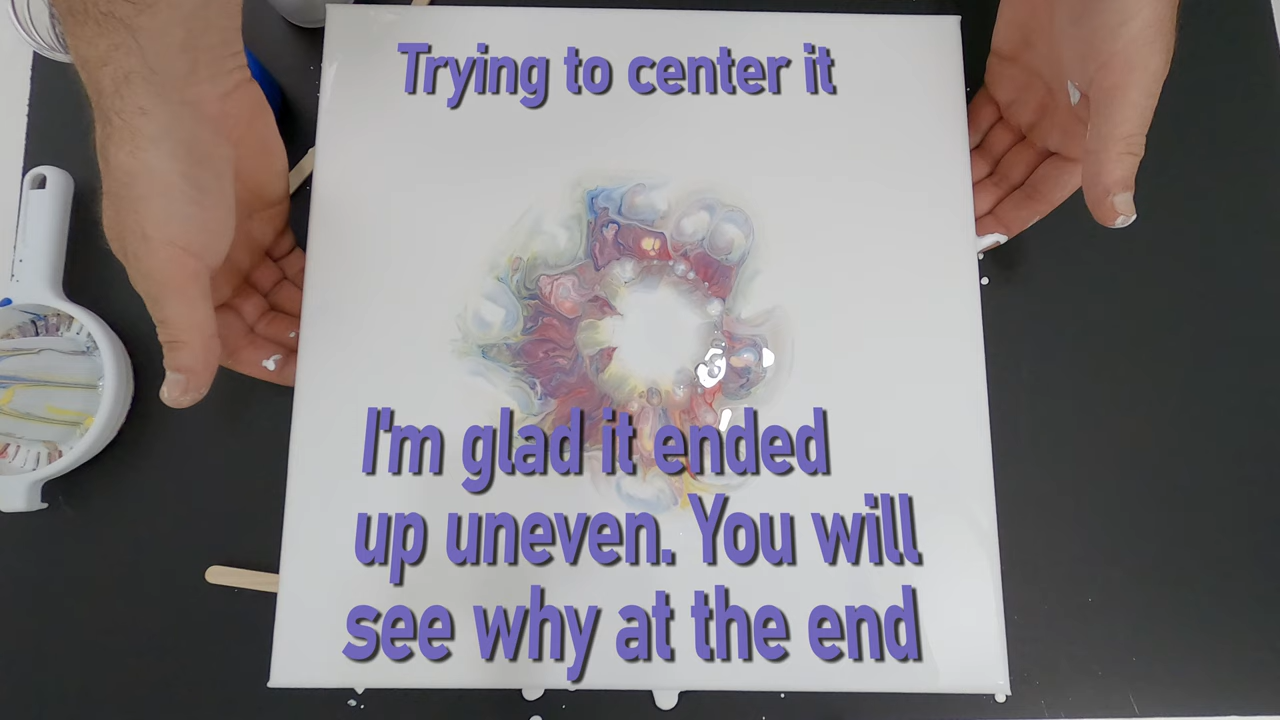 Trying to center it
I'm glad it ended
up uneven. You will
see why at the end